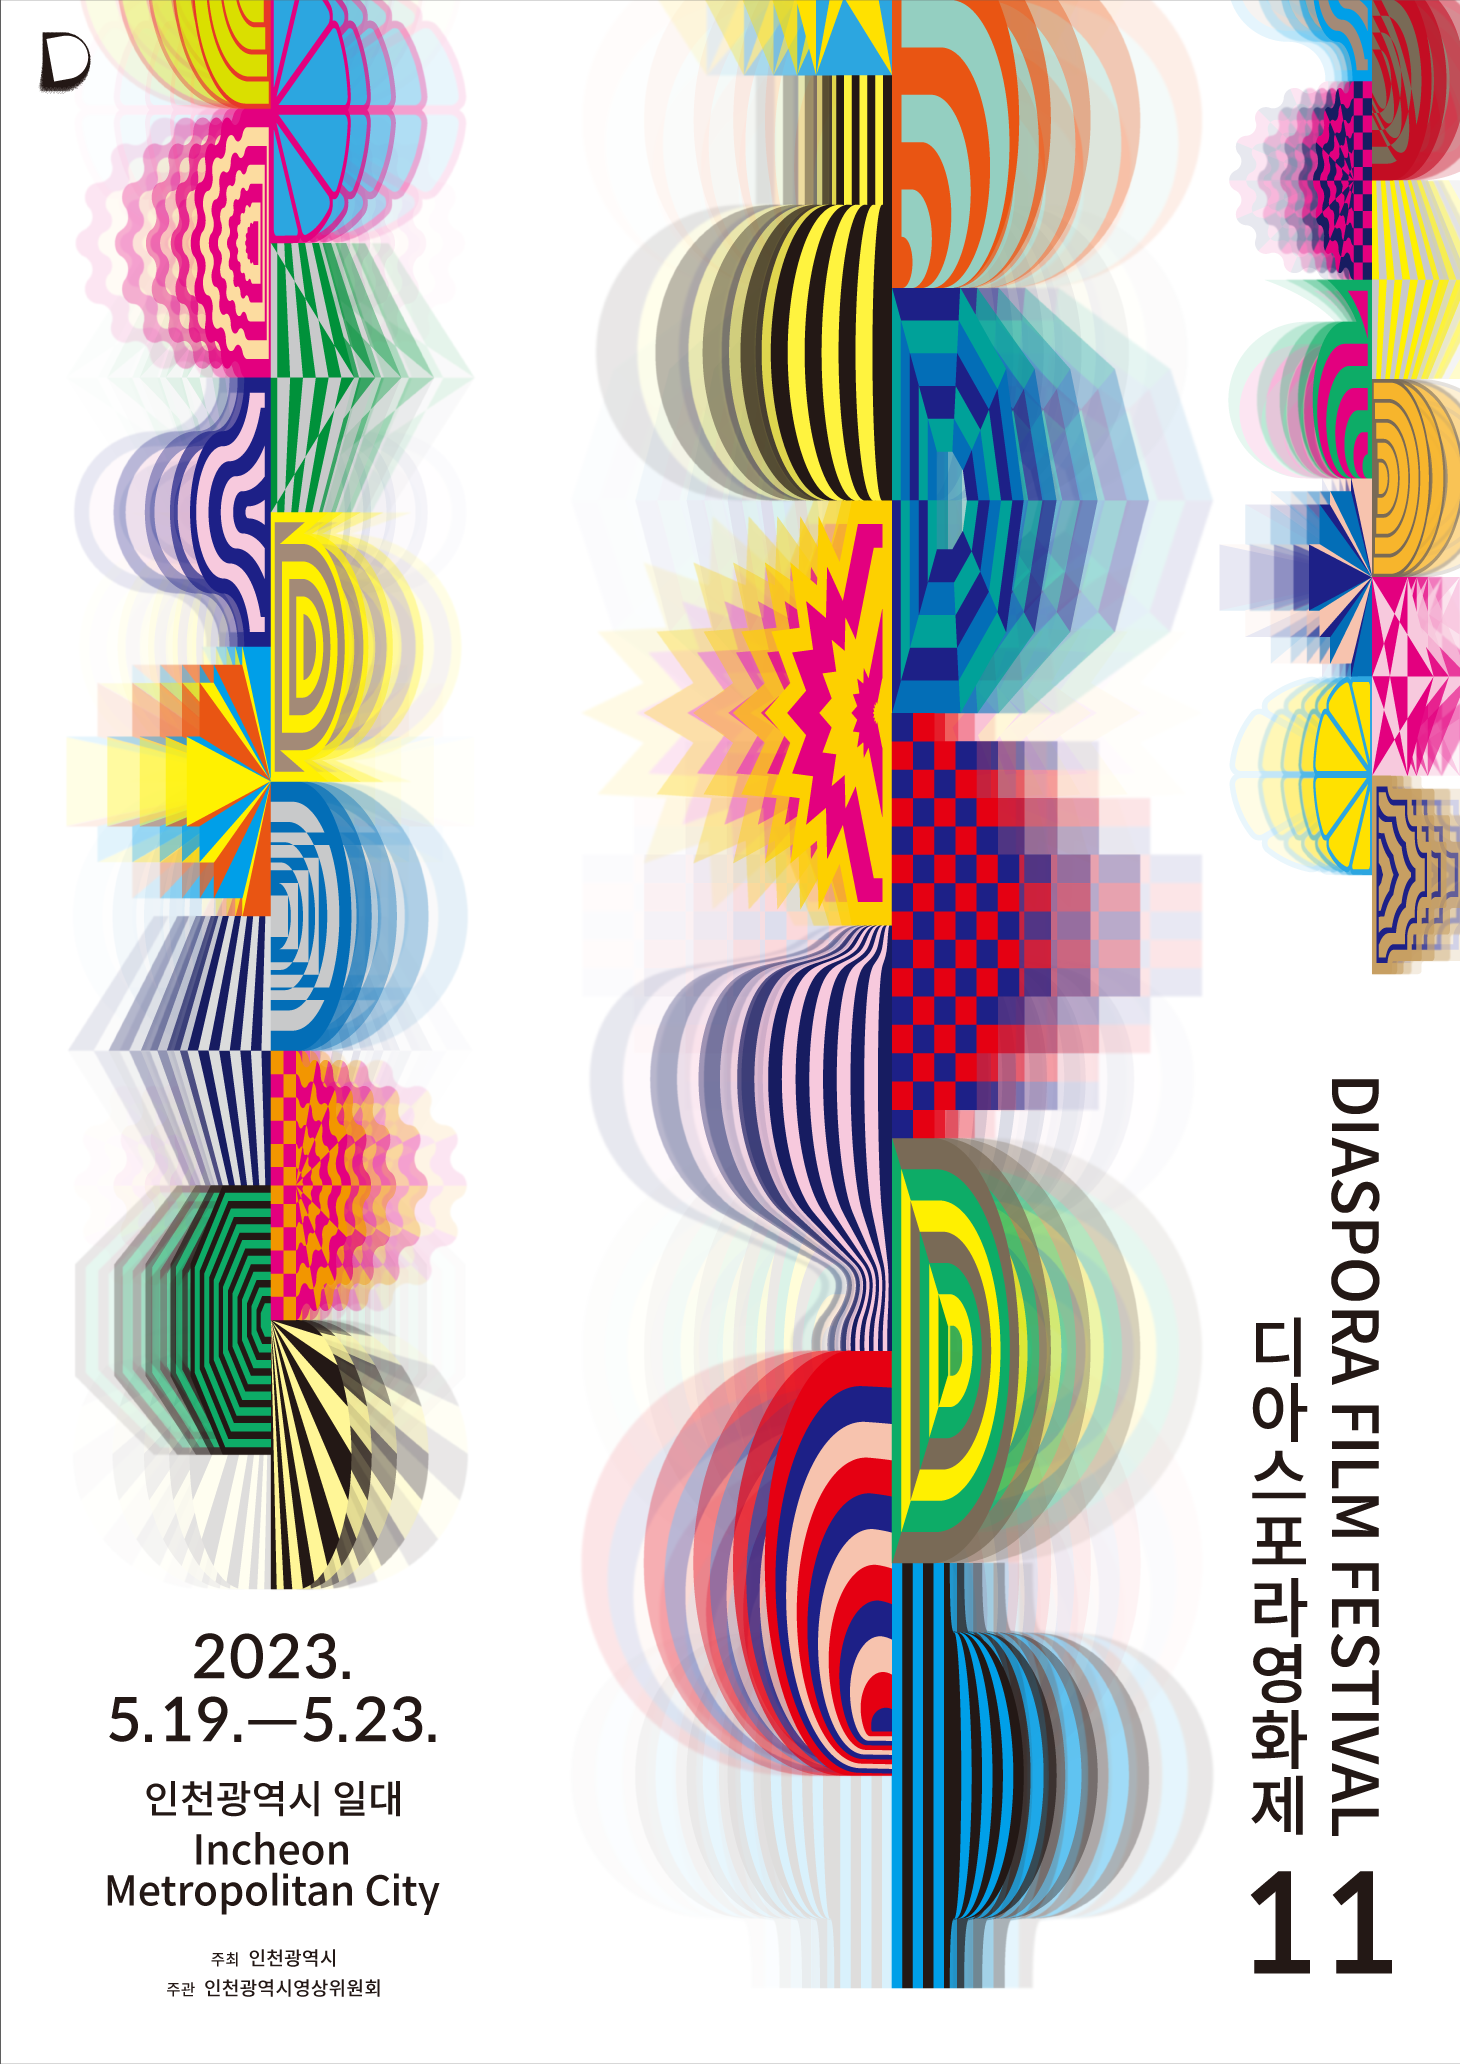 D
DIASPORA FILM FESTIVAL
디아스포라영화제
11
2023.
5.19.—5.23.
인천광역시 일대
Incheon
Metropolitan City
주최 인천광역시
주관 인천광역시영상위원회